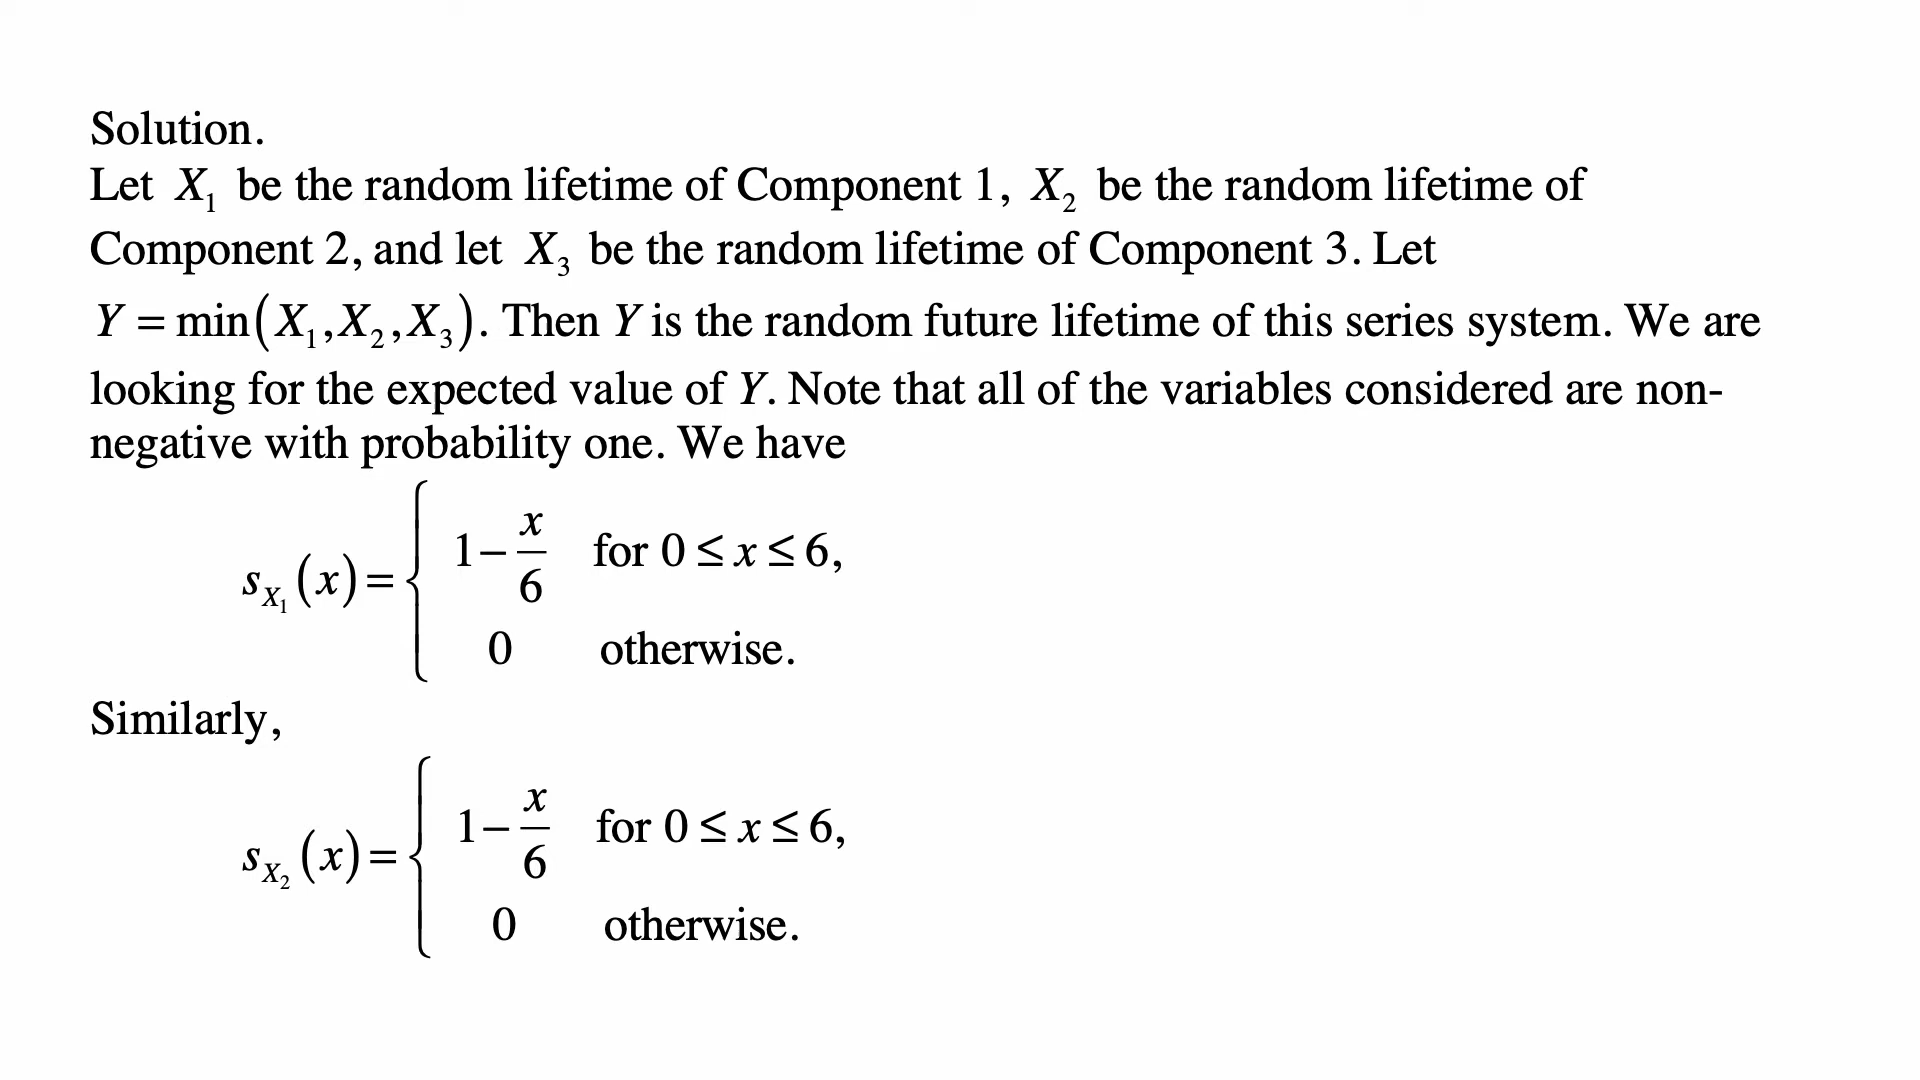 Solution.
Let X₁ be the random lifetime of Component 1, X₂ be the random lifetime of
Component 2, and let X₃ be the random lifetime of Component 3. Let
Y = min(X₁,X₂,X₃). Then Y is the random future lifetime of this series system. We are
looking for the expected value of Y. Note that all of the variables considered are non-
negative with probability one. We have
s_{X₁}(x) = { 1 − x/6 for 0 ≤ x ≤ 6,
0 otherwise.
Similarly,
s_{X₂}(x) = { 1 − x/6 for 0 ≤ x ≤ 6,
0 otherwise.